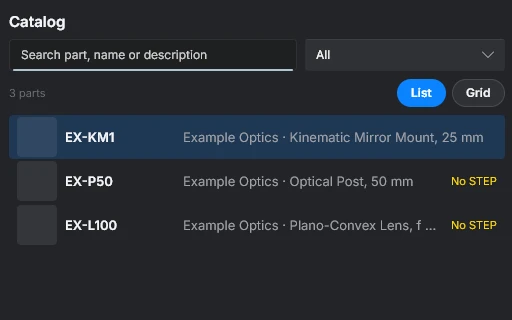 Catalog
Search part, name or description
All
3 parts
List
Grid
EX-KM1 Example Optics · Kinematic Mirror Mount, 25 mm
EX-P50 Example Optics · Optical Post, 50 mm No STEP
EX-L100 Example Optics · Plano-Convex Lens, f ... No STEP